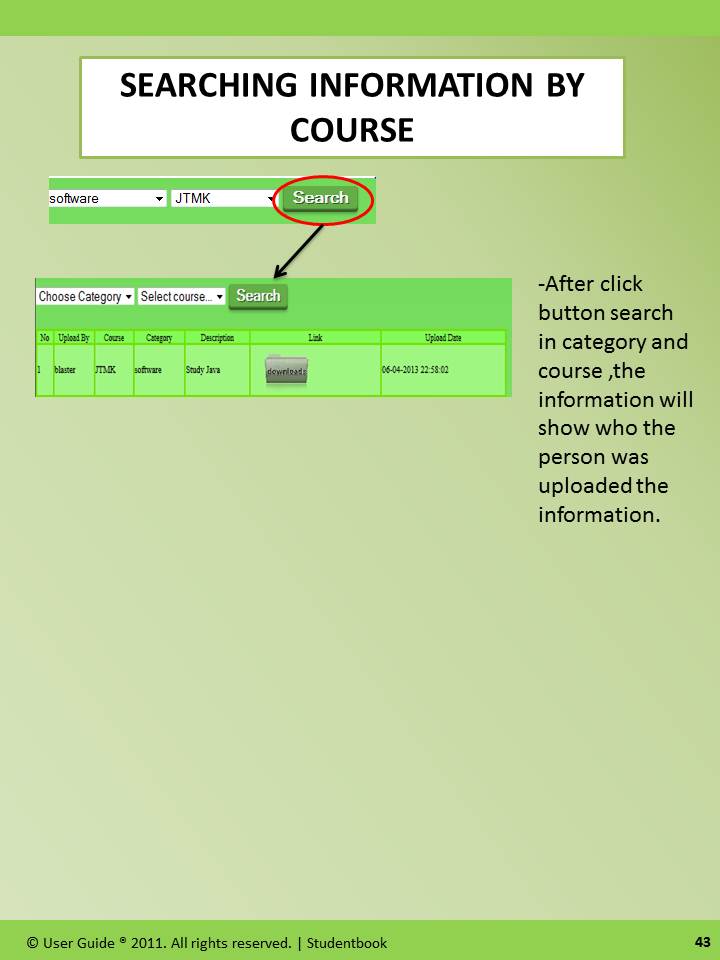 SEARCHING INFORMATION BY
COURSE
software JTMK Search
Choose Category Select course... Search
No Upload By Course Category Description Link Upload Date
1 blaster JTMK software Study Java downloads 06-04-2013 22:58:02
-After click
button search
in category and
course ,the
information will
show who the
person was
uploaded the
information.
© User Guide ® 2011. All rights reserved. | Studentbook 43